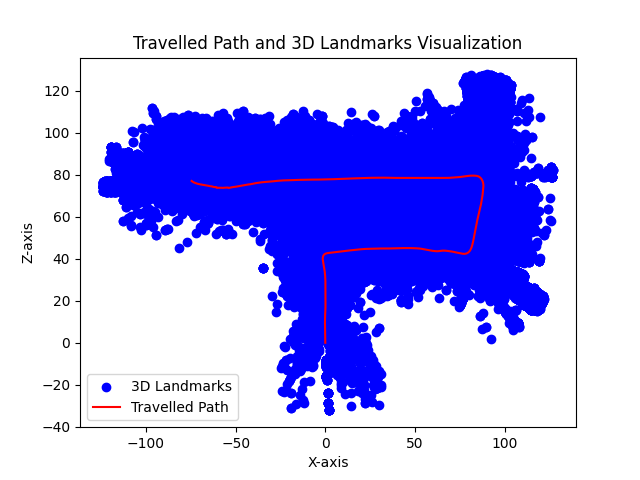 Travelled Path and 3D Landmarks Visualization
120
100
80
60
40
20
0
−20
−40
Z-axis
3D Landmarks
Travelled Path
−100 −50 0 50 100
X-axis